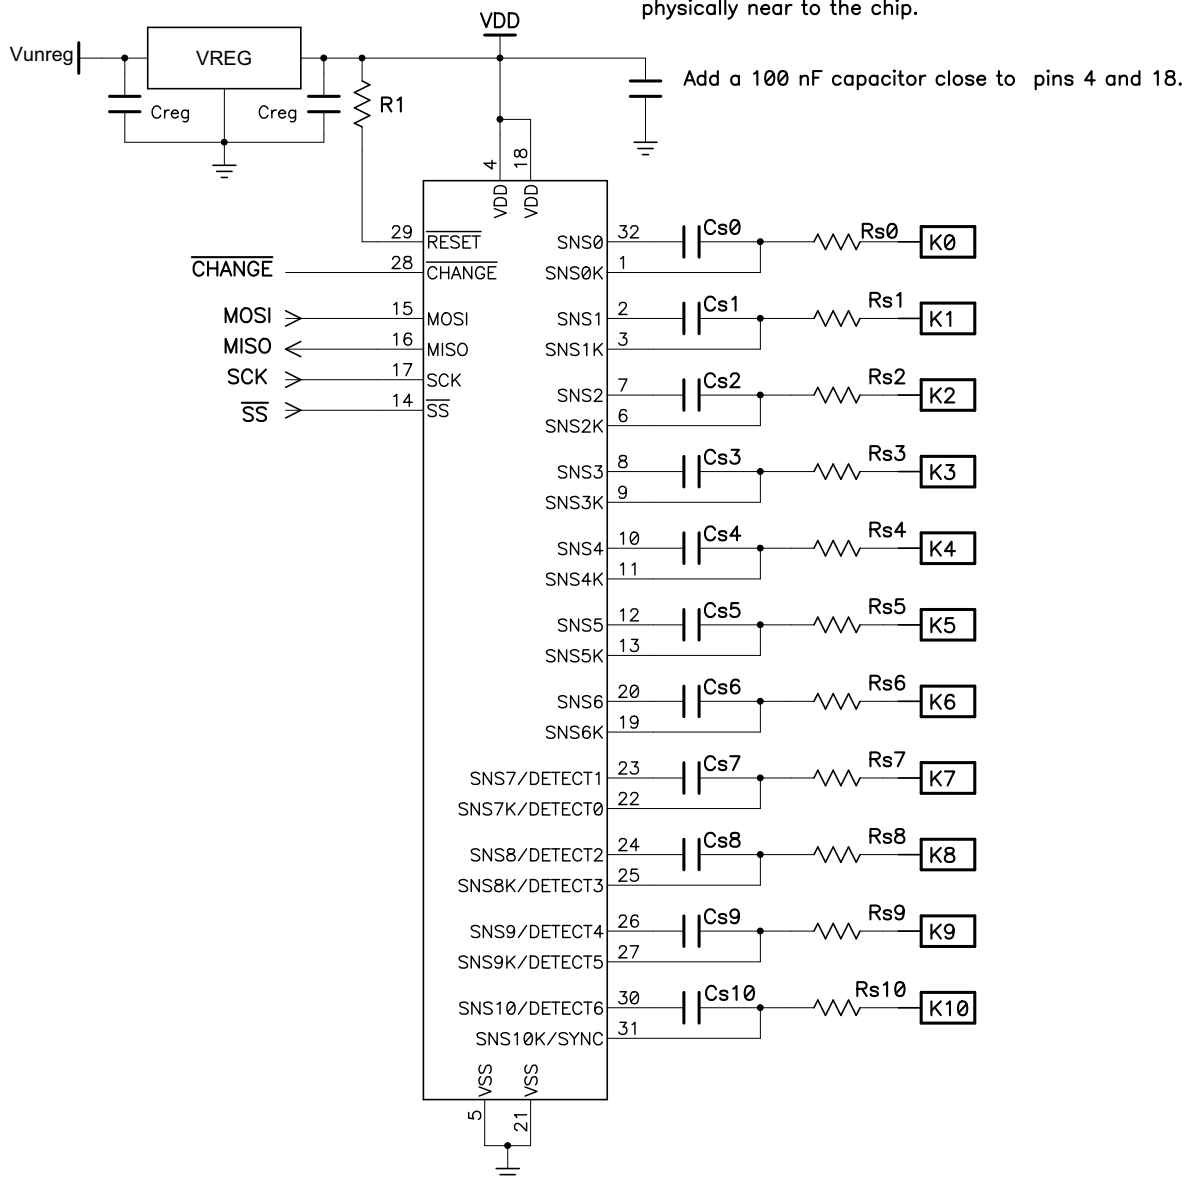 physically near to the chip.
VDD
Vunreg
VREG
Add a 100 nF capacitor close to pins 4 and 18.
Creg
Creg
R1
4
18
VDD
VDD
29
RESET
SNS0
32
Cs0
Rs0
K0
CHANGE
28
CHANGE
SNS0K
1
MOSI
15
MOSI
SNS1
2
Cs1
Rs1
K1
MISO
16
MISO
SNS1K
3
SCK
17
SCK
SNS2
7
Cs2
Rs2
K2
SS
14
SS
SNS2K
6
SNS3
8
Cs3
Rs3
K3
SNS3K
9
SNS4
10
Cs4
Rs4
K4
SNS4K
11
SNS5
12
Cs5
Rs5
K5
SNS5K
13
SNS6
20
Cs6
Rs6
K6
SNS6K
19
SNS7/DETECT1
23
Cs7
Rs7
K7
SNS7K/DETECT0
22
SNS8/DETECT2
24
Cs8
Rs8
K8
SNS8K/DETECT3
25
SNS9/DETECT4
26
Cs9
Rs9
K9
SNS9K/DETECT5
27
SNS10/DETECT6
30
Cs10
Rs10
K10
SNS10K/SYNC
31
VSS
VSS
5
21